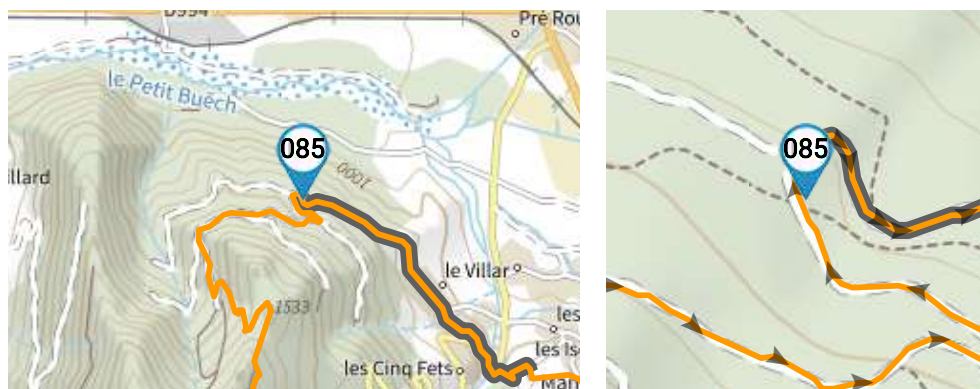 D994
Pré Rou
le Petit Buëch
085
1000
illard
le Villar
1533
les
les Is
les Cinq Fets
Man
085